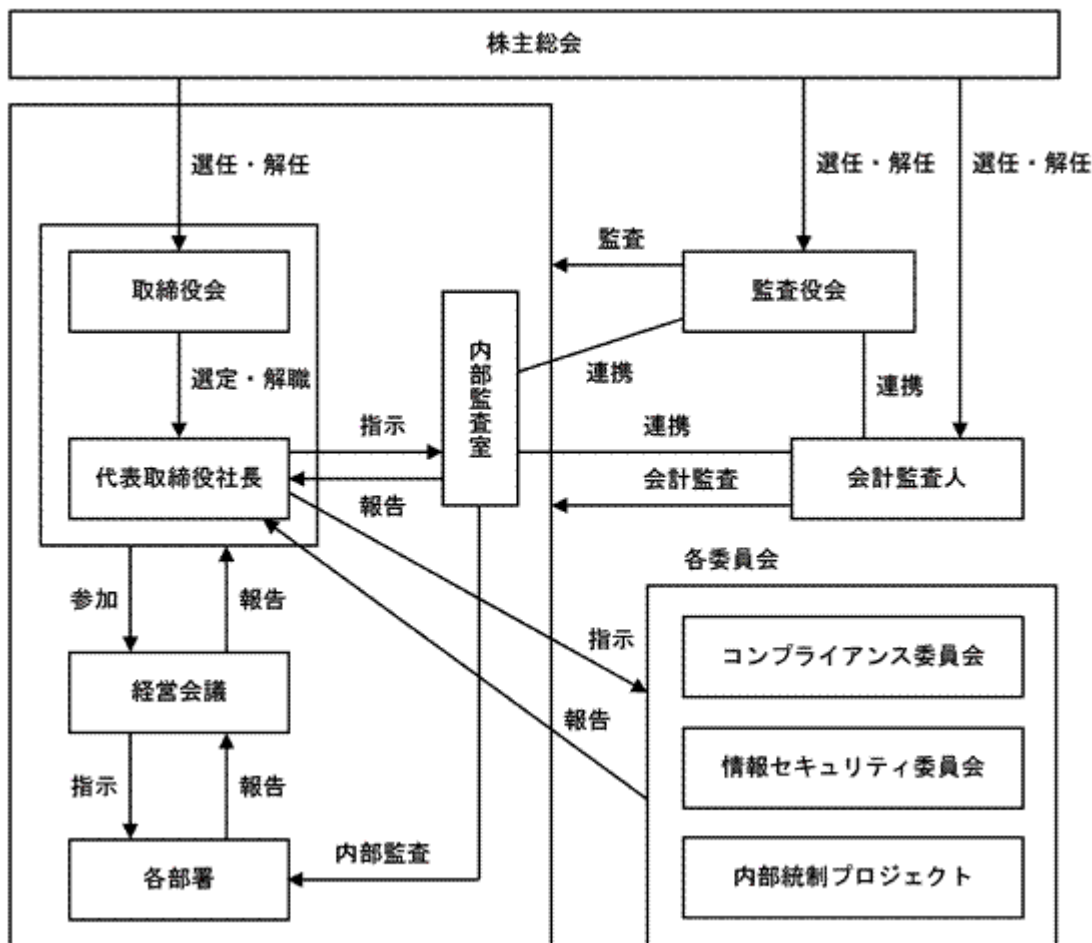 株主総会
選任・解任
選任・解任
選任・解任
監査
取締役会
監査役会
内部監査室
連携
選定・解職
連携
指示
連携
代表取締役社長
会計監査人
報告
会計監査
各委員会
参加
報告
指示
コンプライアンス委員会
経営会議
報告
情報セキュリティ委員会
指示
報告
内部監査
各部署
内部統制プロジェクト